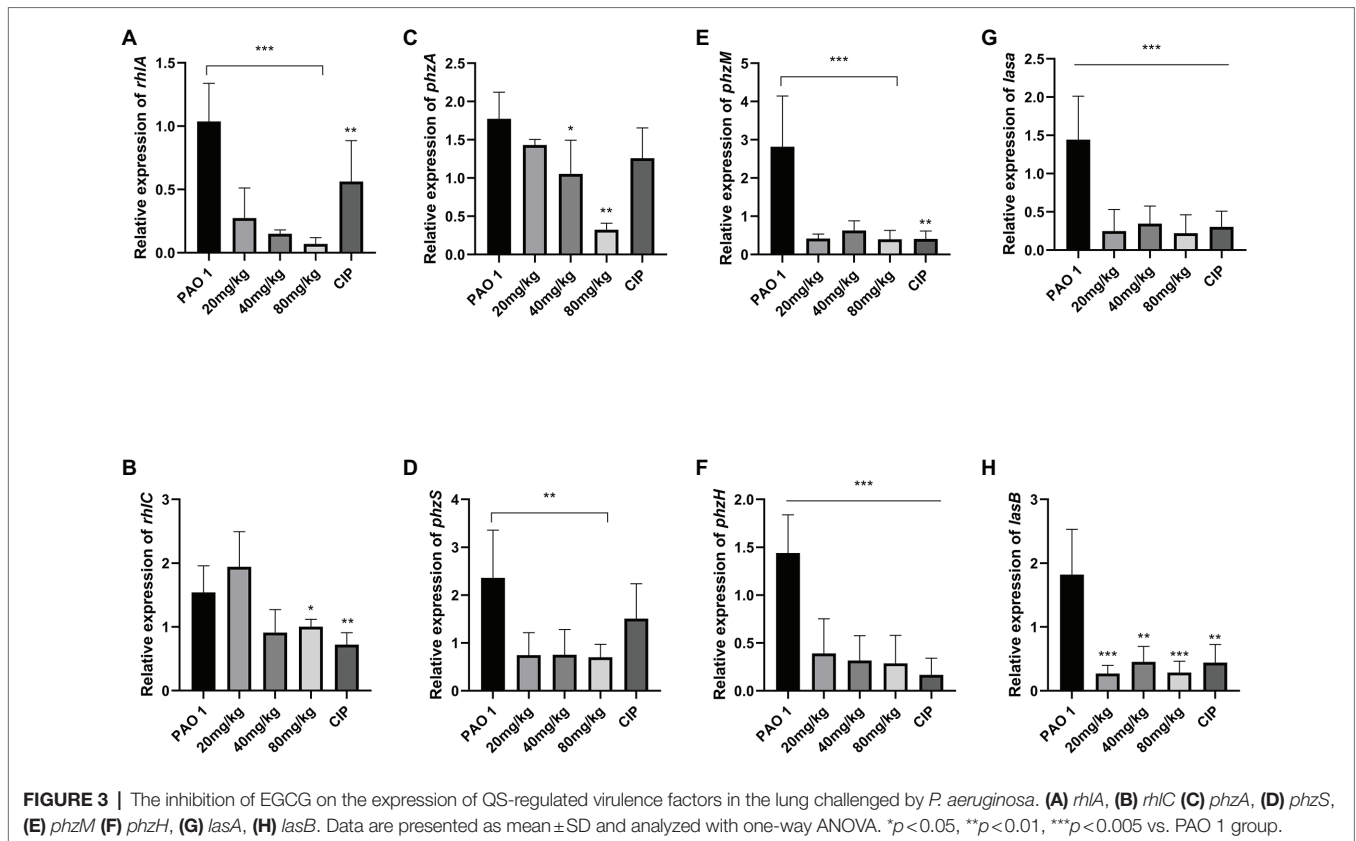 A
***
Relative expression of rhlA
1.5
1.0
0.5
0.0
**
PAO 1
20mg/kg
40mg/kg
80mg/kg
CIP
C
Relative expression of phzA
2.5
2.0
1.5
1.0
0.5
0.0
*
**
PAO 1
20mg/kg
40mg/kg
80mg/kg
CIP
E
***
Relative expression of phzM
5
4
3
2
1
0
**
PAO 1
20mg/kg
40mg/kg
80mg/kg
CIP
G
***
Relative expression of lasa
2.5
2.0
1.5
1.0
0.5
0.0
PAO 1
20mg/kg
40mg/kg
80mg/kg
CIP
B
Relative expression of rhlC
3
2
1
0
*
**
PAO 1
20mg/kg
40mg/kg
80mg/kg
CIP
D
**
Relative expression of phzS
4
3
2
1
0
PAO 1
20mg/kg
40mg/kg
80mg/kg
CIP
F
***
Relative expression of phzH
2.0
1.5
1.0
0.5
0.0
PAO 1
20mg/kg
40mg/kg
80mg/kg
CIP
H
Relative expression of lasB
3
2
1
0
***
**
***
**
PAO 1
20mg/kg
40mg/kg
80mg/kg
CIP
FIGURE 3 | The inhibition of EGCG on the expression of QS-regulated virulence factors in the lung challenged by P. aeruginosa. (A) rhlA, (B) rhlC (C) phzA, (D) phzS,
(E) phzM (F) phzH, (G) lasA, (H) lasB. Data are presented as mean±SD and analyzed with one-way ANOVA. *p<0.05, **p<0.01, ***p<0.005 vs. PAO 1 group.